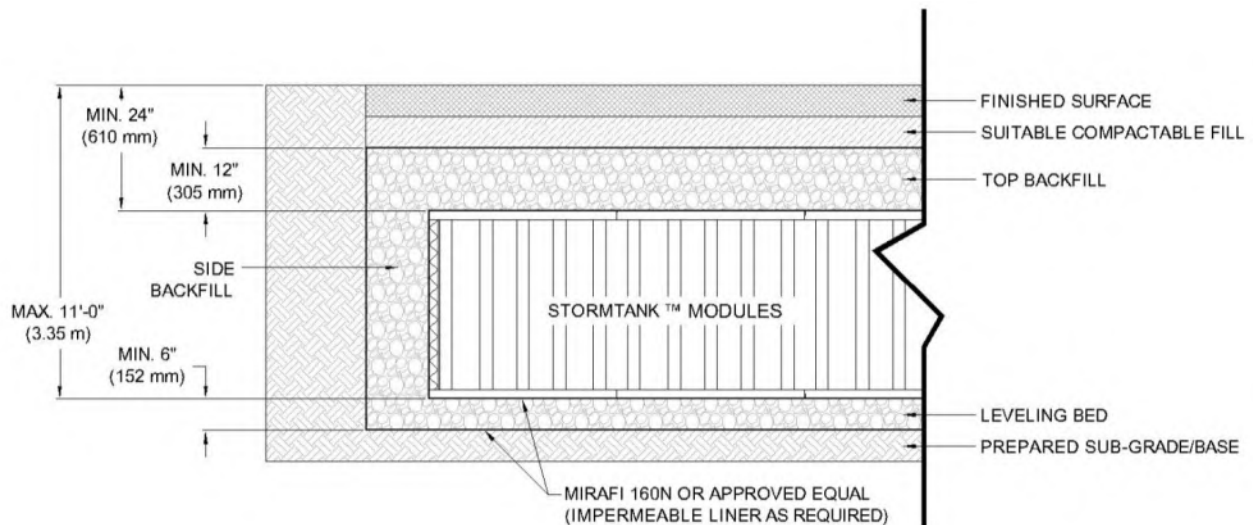 MIN. 24"
(610 mm)
MIN. 12"
(305 mm)
SIDE
BACKFILL
MAX. 11'-0"
(3.35 m)
MIN. 6"
(152 mm)
STORMTANK ™ MODULES
FINISHED SURFACE
SUITABLE COMPACTABLE FILL
TOP BACKFILL
LEVELING BED
PREPARED SUB-GRADE/BASE
MIRAFI 160N OR APPROVED EQUAL
(IMPERMEABLE LINER AS REQUIRED)